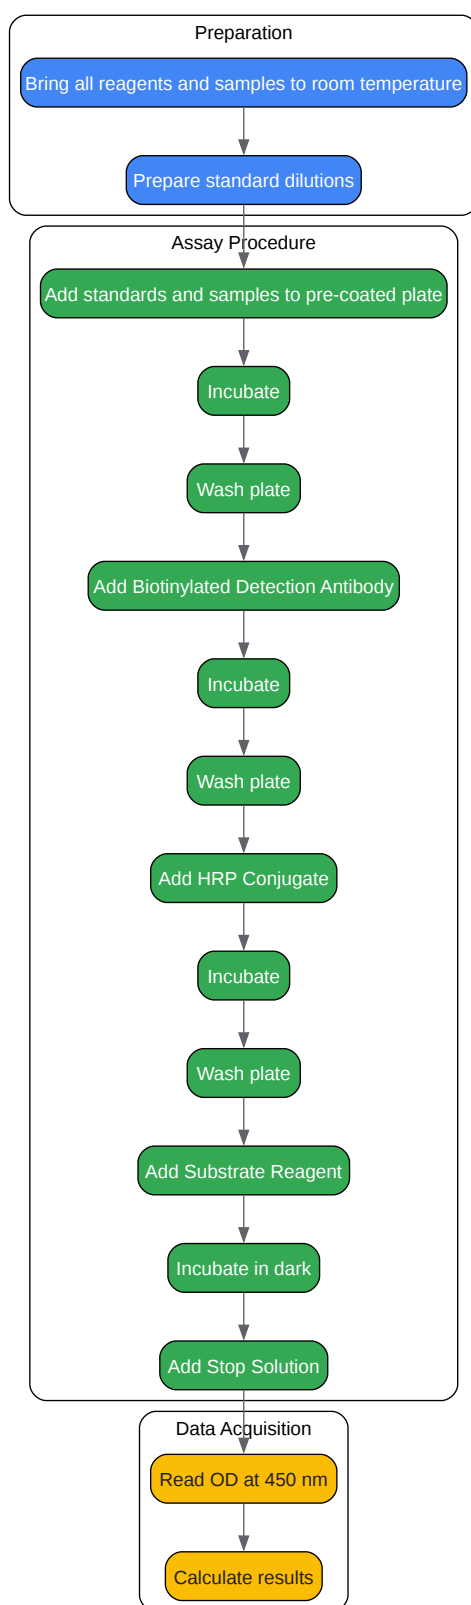 Preparation
Bring all reagents and samples to room temperature
Prepare standard dilutions
Assay Procedure
Add standards and samples to pre-coated plate
Incubate
Wash plate
Add Biotinylated Detection Antibody
Incubate
Wash plate
Add HRP Conjugate
Incubate
Wash plate
Add Substrate Reagent
Incubate in dark
Add Stop Solution
Data Acquisition
Read OD at 450 nm
Calculate results